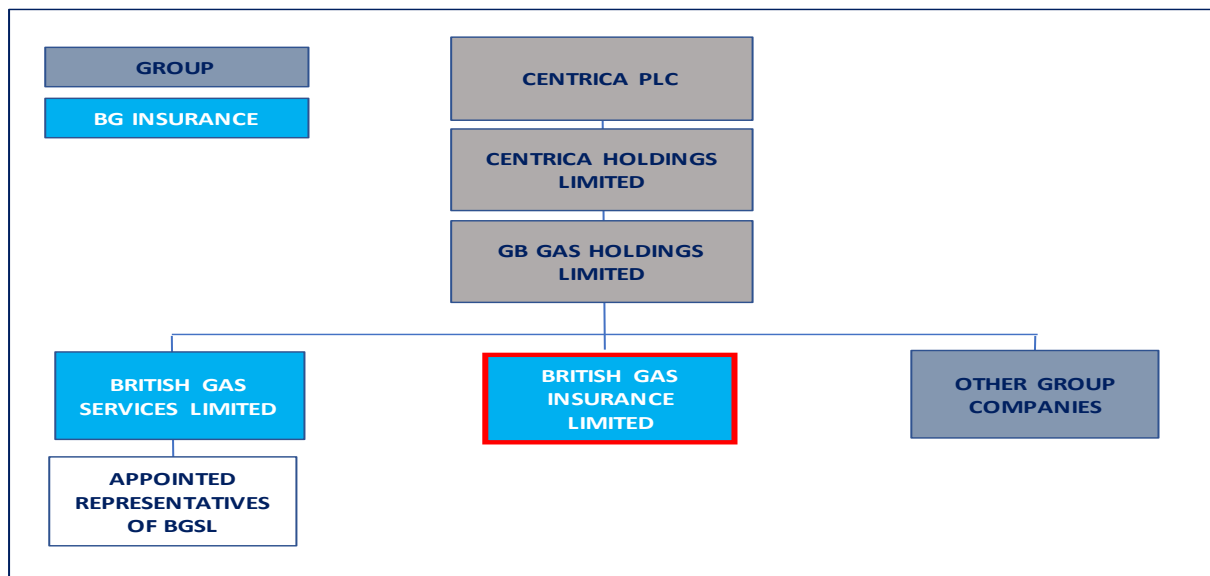 GROUP
BG INSURANCE
CENTRICA PLC
CENTRICA HOLDINGS
LIMITED
GB GAS HOLDINGS
LIMITED
BRITISH GAS
SERVICES LIMITED
BRITISH GAS
INSURANCE
LIMITED
OTHER GROUP
COMPANIES
APPOINTED
REPRESENTATIVES
OF BGSL